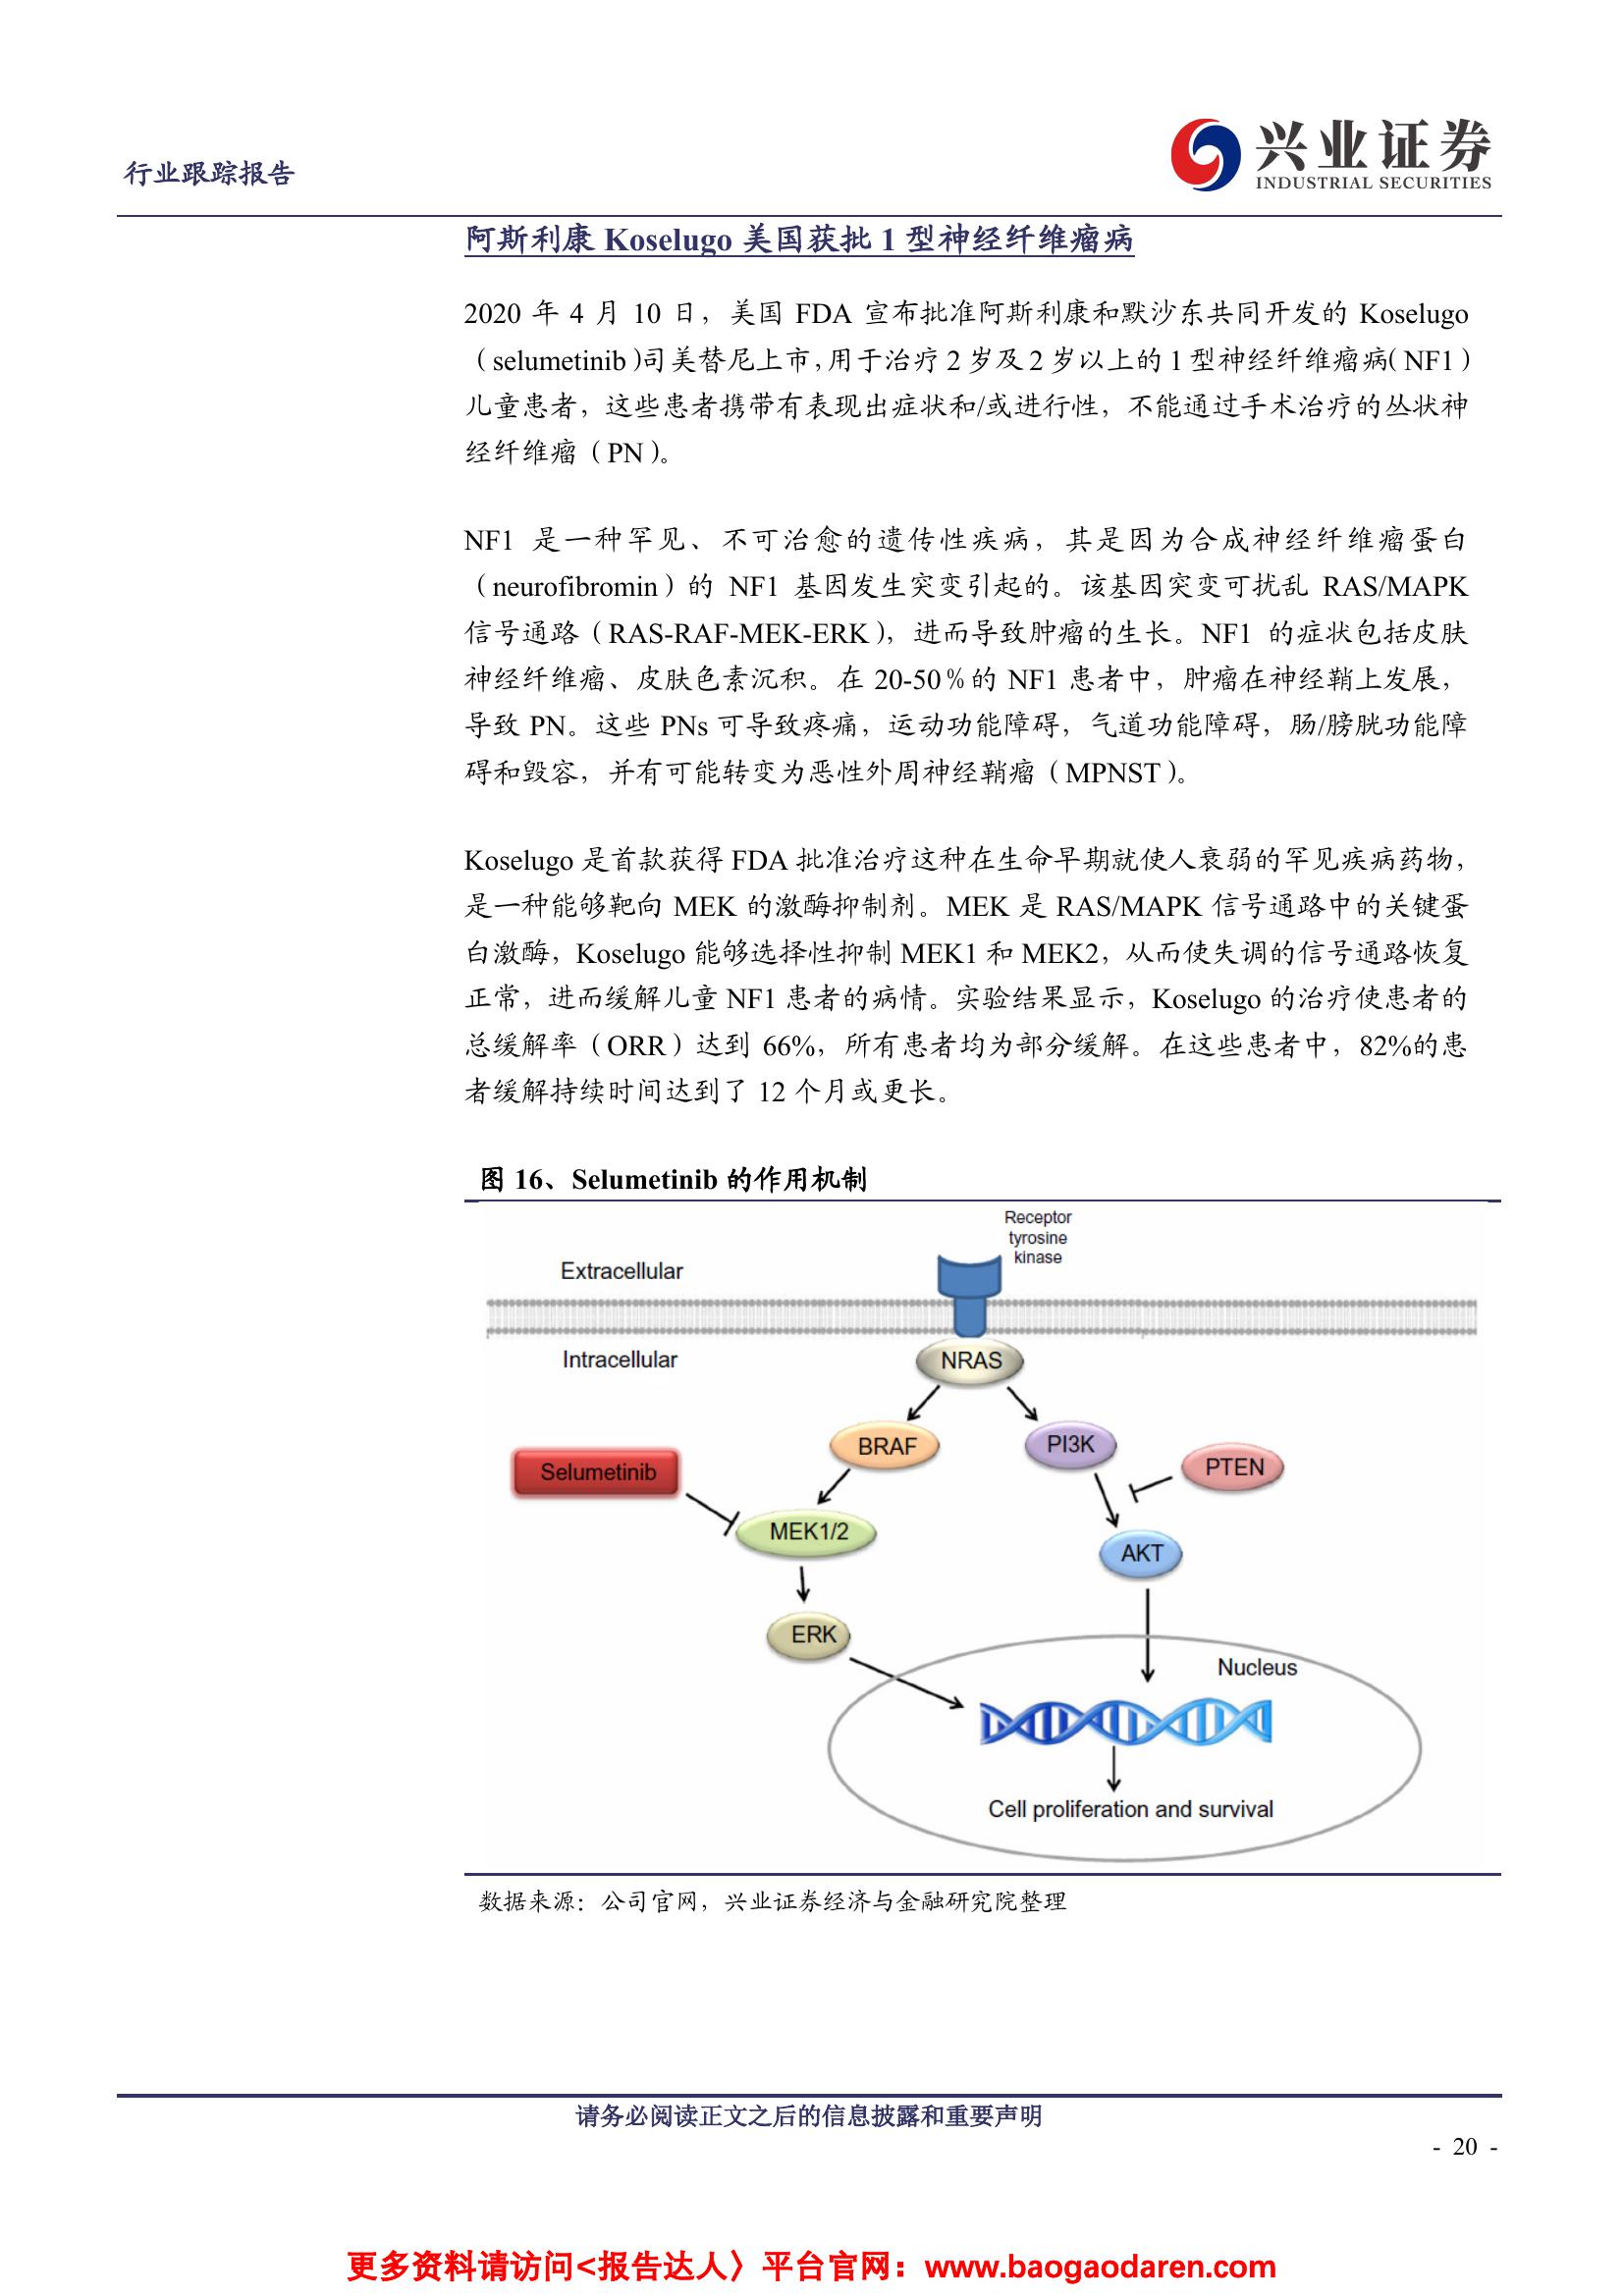 行业跟踪报告
兴业证券
INDUSTRIAL SECURITIES
阿斯利康 Koselugo 美国获批 1 型神经纤维瘤病
2020 年 4 月 10 日，美国 FDA 宣布批准阿斯利康和默沙东共同开发的 Koselugo
（selumetinib）司美替尼上市，用于治疗 2 岁及 2 岁以上的 1 型神经纤维瘤病（NF1）
儿童患者，这些患者携带有表现出症状和/或进行性，不能通过手术治疗的丛状神
经纤维瘤（PN）。
NF1 是一种罕见、不可治愈的遗传性疾病，其是因为合成神经纤维瘤蛋白
（neurofibromin）的 NF1 基因发生突变引起的。该基因突变可扰乱 RAS/MAPK
信号通路（RAS-RAF-MEK-ERK），进而导致肿瘤的生长。NF1 的症状包括皮肤
神经纤维瘤、皮肤色素沉积。在 20-50％的 NF1 患者中，肿瘤在神经鞘上发展，
导致 PN。这些 PNs 可导致疼痛，运动功能障碍，气道功能障碍，肠/膀胱功能障
碍和毁容，并有可能转变为恶性外周神经鞘瘤（MPNST）。
Koselugo 是首款获得 FDA 批准治疗这种在生命早期就使人衰弱的罕见疾病药物，
是一种能够靶向 MEK 的激酶抑制剂。MEK 是 RAS/MAPK 信号通路中的关键蛋
白激酶，Koselugo 能够选择性抑制 MEK1 和 MEK2，从而使失调的信号通路恢复
正常，进而缓解儿童 NF1 患者的病情。实验结果显示，Koselugo 的治疗使患者的
总缓解率（ORR）达到 66%，所有患者均为部分缓解。在这些患者中，82%的患
者缓解持续时间达到了 12 个月或更长。
图 16、Selumetinib 的作用机制
Receptor
tyrosine
kinase
Extracellular
Intracellular
NRAS
BRAF
PI3K
PTEN
Selumetinib
MEK1/2
AKT
ERK
Nucleus
Cell proliferation and survival
数据来源：公司官网，兴业证券经济与金融研究院整理
请务必阅读正文之后的信息披露和重要声明
- 20 -
更多资料请访问<报告达人〉平台官网：www.baogaodaren.com